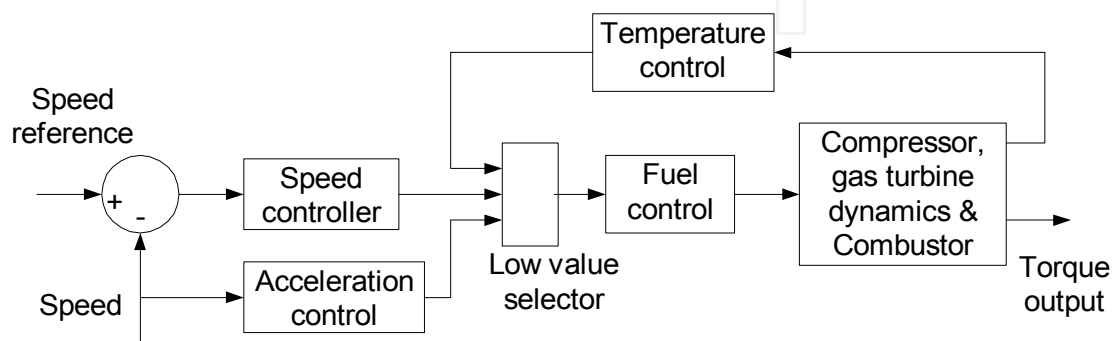 Temperature
control
Speed
reference
+
-
Speed
controller
Fuel
control
Compressor,
gas turbine
dynamics &
Combustor
Low value
selector
Speed
Acceleration
control
Torque
output